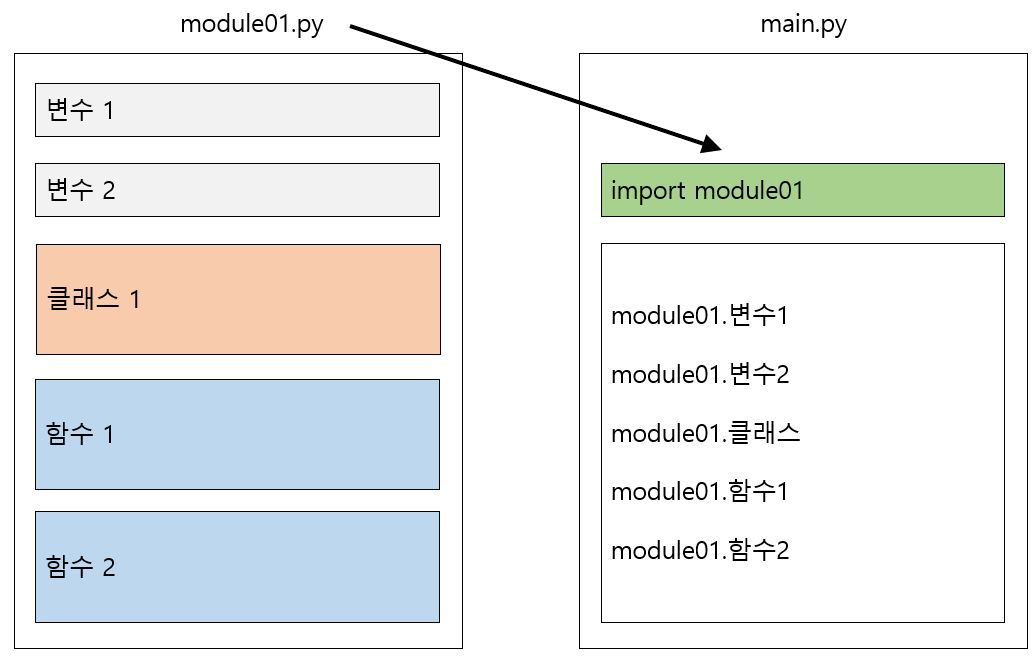 module01.py
변수 1
변수 2
클래스 1
함수 1
함수 2
main.py
import module01
module01.변수1
module01.변수2
module01.클래스
module01.함수1
module01.함수2